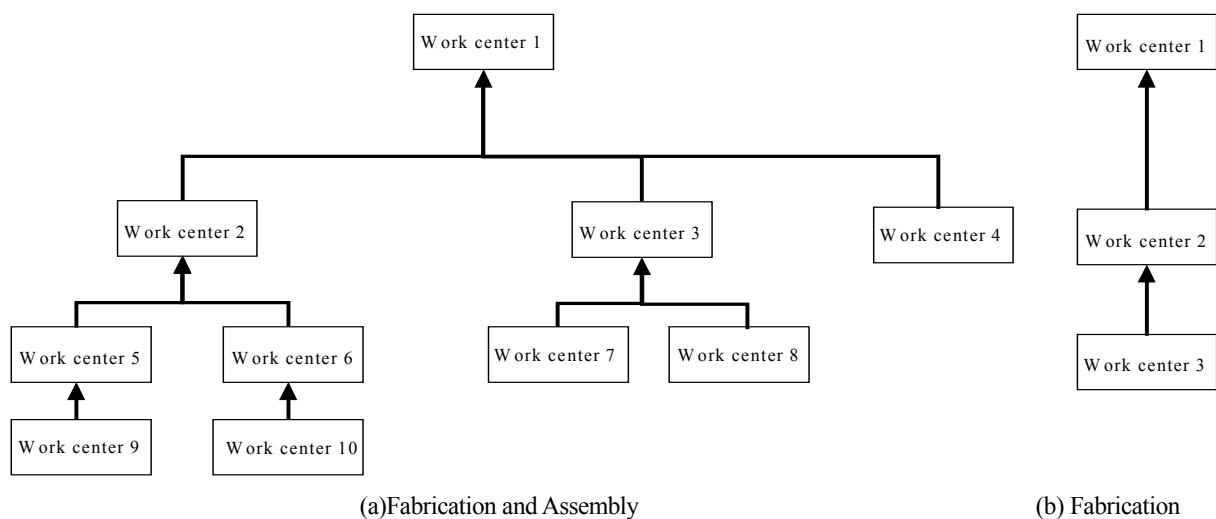 Work center 1
Work center 1
Work center 2
Work center 3
Work center 4
Work center 2
Work center 5
Work center 6
Work center 7
Work center 8
Work center 3
Work center 9
Work center 10
(a)Fabrication and Assembly
(b) Fabrication